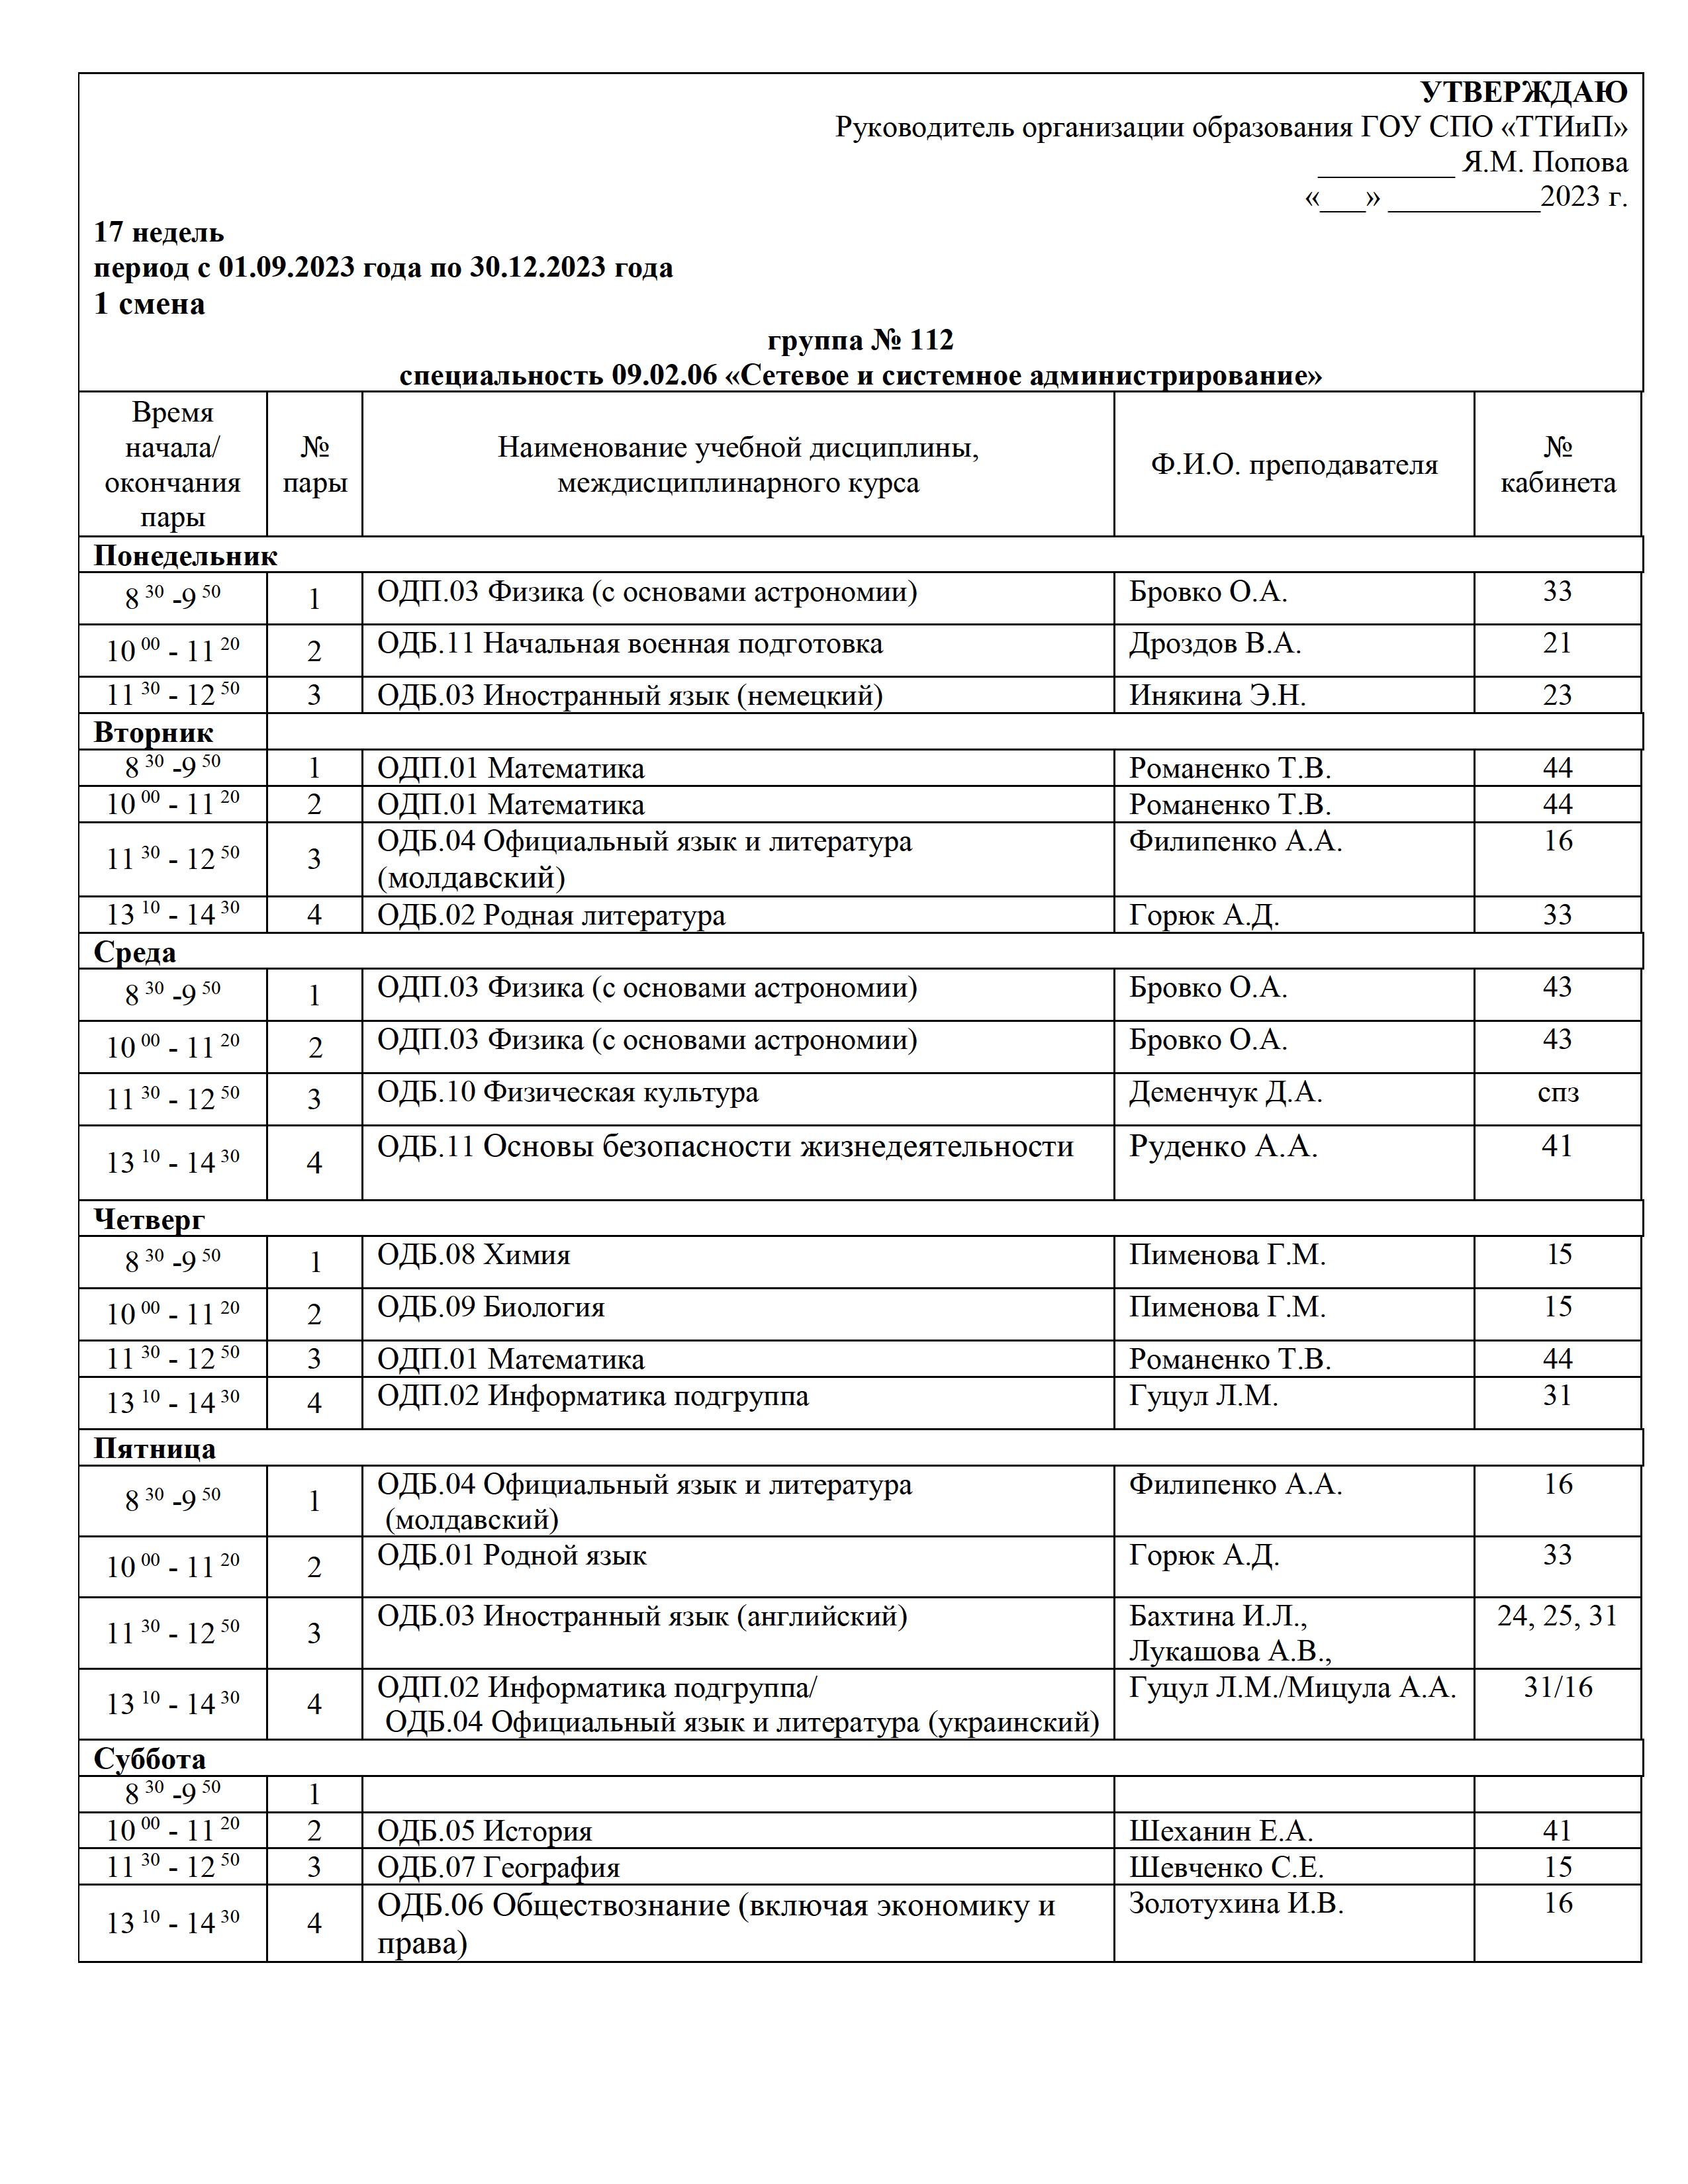 УТВЕРЖДАЮ
Руководитель организации образования ГОУ СПО «ТТИиП»
_________ Я.М. Попова
«___» __________2023 г.
17 недель
период с 01.09.2023 года по 30.12.2023 года
1 смена
группа № 112
специальность 09.02.06 «Сетевое и системное администрирование»
Время начала/ окончания пары № пары Наименование учебной дисциплины, междисциплинарного курса Ф.И.О. преподавателя № кабинета
Понедельник
8 30 -9 50 1 ОДП.03 Физика (с основами астрономии) Бровко О.А. 33
10 00 - 11 20 2 ОДБ.11 Начальная военная подготовка Дроздов В.А. 21
11 30 - 12 50 3 ОДБ.03 Иностранный язык (немецкий) Инякина Э.Н. 23
Вторник
8 30 -9 50 1 ОДП.01 Математика Романенко Т.В. 44
10 00 - 11 20 2 ОДП.01 Математика Романенко Т.В. 44
11 30 - 12 50 3 ОДБ.04 Официальный язык и литература (молдавский) Филипенко А.А. 16
13 10 - 14 30 4 ОДБ.02 Родная литература Горюк А.Д. 33
Среда
8 30 -9 50 1 ОДП.03 Физика (с основами астрономии) Бровко О.А. 43
10 00 - 11 20 2 ОДП.03 Физика (с основами астрономии) Бровко О.А. 43
11 30 - 12 50 3 ОДБ.10 Физическая культура Деменчук Д.А. спз
13 10 - 14 30 4 ОДБ.11 Основы безопасности жизнедеятельности Руденко А.А. 41
Четверг
8 30 -9 50 1 ОДБ.08 Химия Пименова Г.М. 15
10 00 - 11 20 2 ОДБ.09 Биология Пименова Г.М. 15
11 30 - 12 50 3 ОДП.01 Математика Романенко Т.В. 44
13 10 - 14 30 4 ОДП.02 Информатика подгруппа Гуцул Л.М. 31
Пятница
8 30 -9 50 1 ОДБ.04 Официальный язык и литература (молдавский) Филипенко А.А. 16
10 00 - 11 20 2 ОДБ.01 Родной язык Горюк А.Д. 33
11 30 - 12 50 3 ОДБ.03 Иностранный язык (английский) Бахтина И.Л., Лукашова А.В., 24, 25, 31
13 10 - 14 30 4 ОДП.02 Информатика подгруппа/ ОДБ.04 Официальный язык и литература (украинский) Гуцул Л.М./Мицула А.А. 31/16
Суббота
8 30 -9 50 1
10 00 - 11 20 2 ОДБ.05 История Шеханин Е.А. 41
11 30 - 12 50 3 ОДБ.07 География Шевченко С.Е. 15
13 10 - 14 30 4 ОДБ.06 Обществознание (включая экономику и права) Золотухина И.В. 16